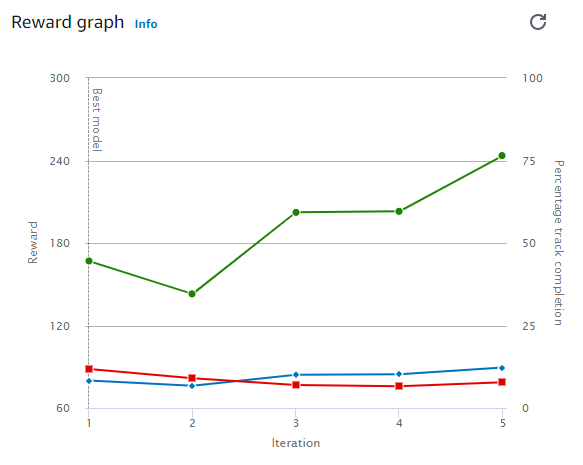 Reward graph Info
300
240
180
120
60
Reward
Best model
100
75
50
25
0
Percentage track completion
1 2 3 4 5
Iteration